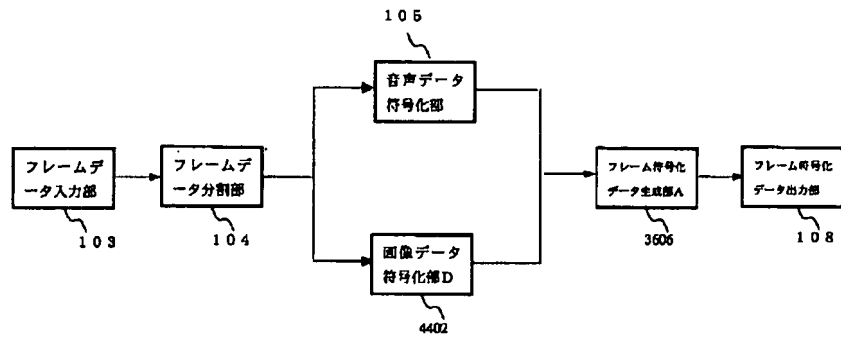 105
音声データ
符号化部
フレームデ
ータ入力部
103
フレームデ
ータ分割部
104
画像データ
符号化部D
4402
フレーム符号化
データ生成部A
3606
フレーム符号化
データ出力部
108